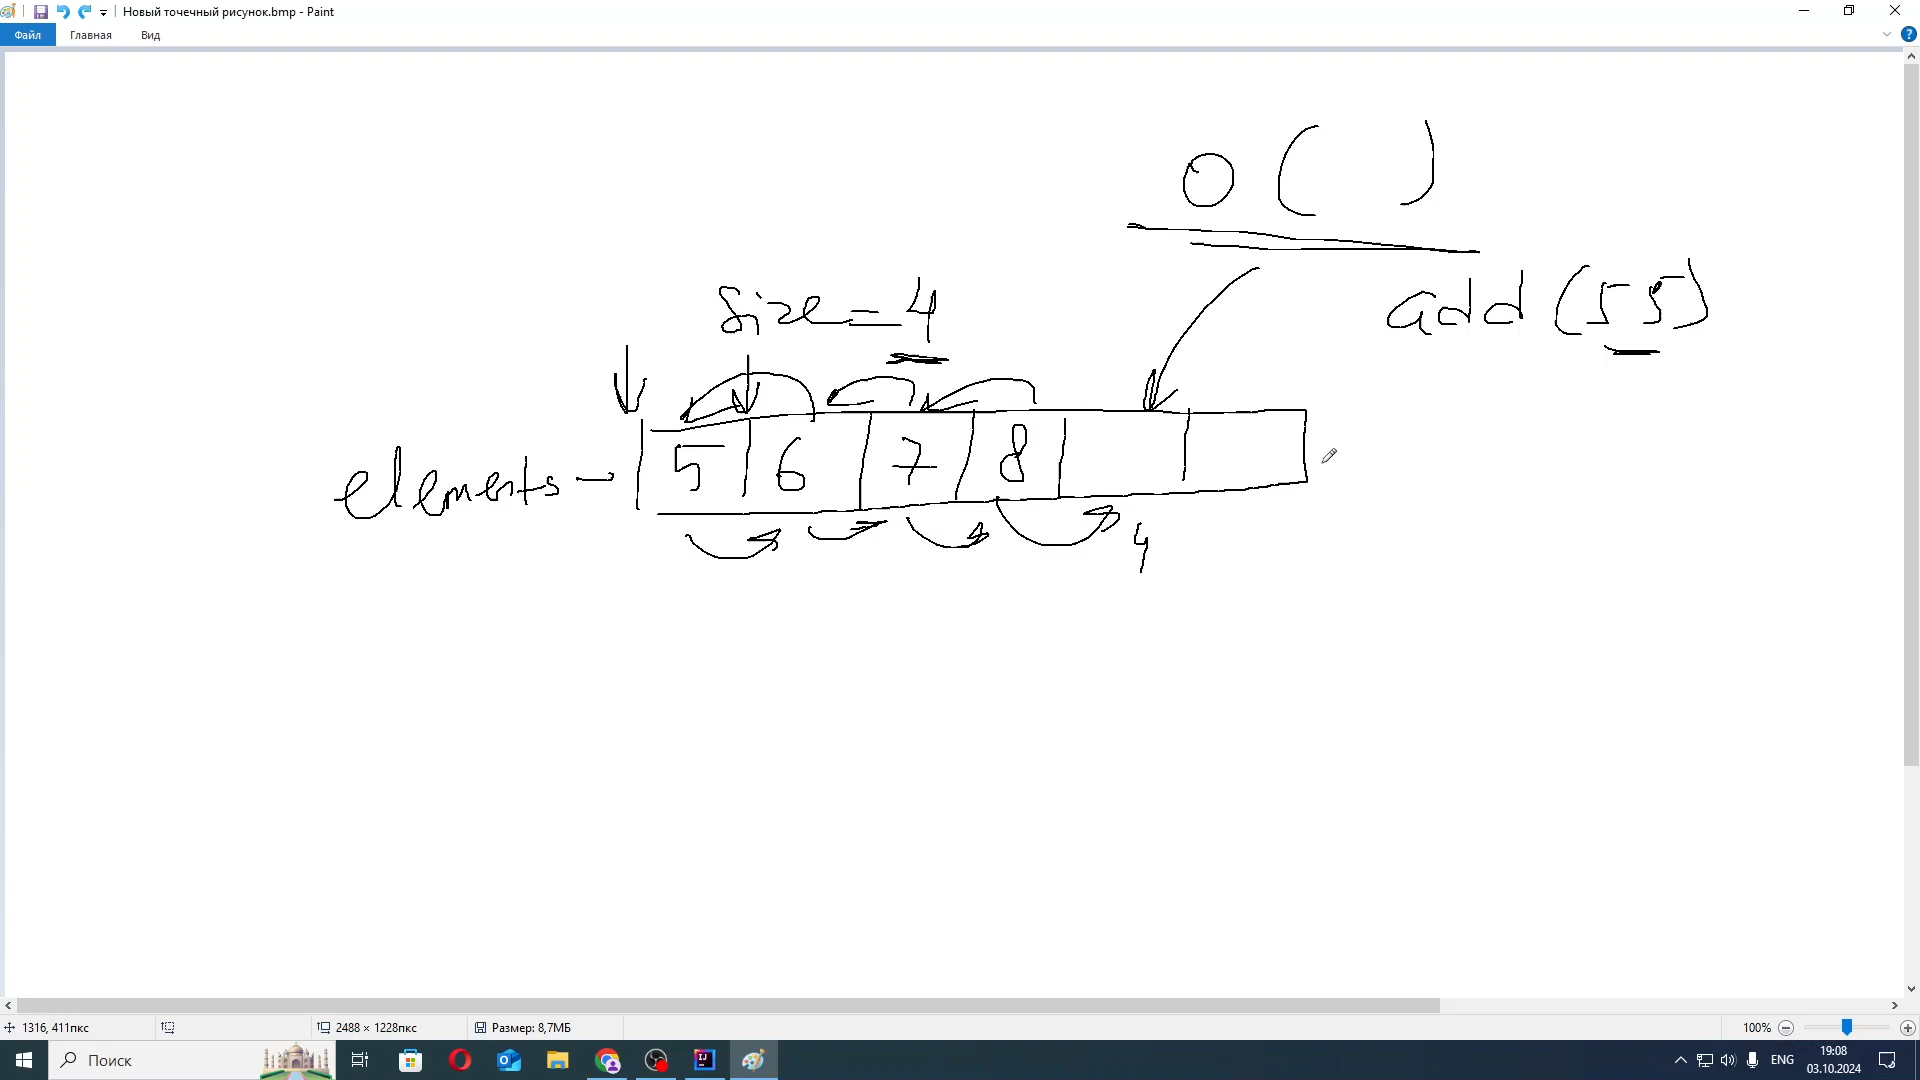 Новый точечный рисунок.bmp - Paint
Файл Главная Вид
O ( )
size = 4
add (55)
elements 5 6 7 8
4
1316, 411пкс 2488 × 1228пкс Размер: 8,7МБ 100%
Поиск ENG 19:08
03.10.2024